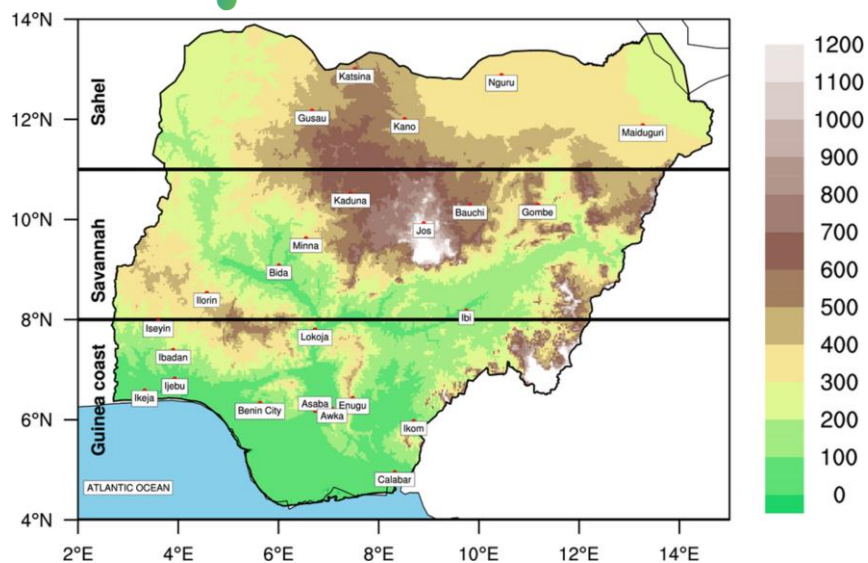 14°N
12°N
10°N
8°N
6°N
4°N
2°E
4°E
6°E
8°E
10°E
12°E
14°E
Sahel
Savannah
Guinea coast
Katsina
Nguru
Gusau
Kano
Maiduguri
Kaduna
Bauchi
Gombe
Jos
Minna
Bida
Ilorin
Ibi
Iseyin
Lokoja
Ibadan
Ijebu
Ikeja
Benin City
Asaba
Enugu
Awka
Ikom
Calabar
ATLANTIC OCEAN
1200
1100
1000
900
800
700
600
500
400
300
200
100
0